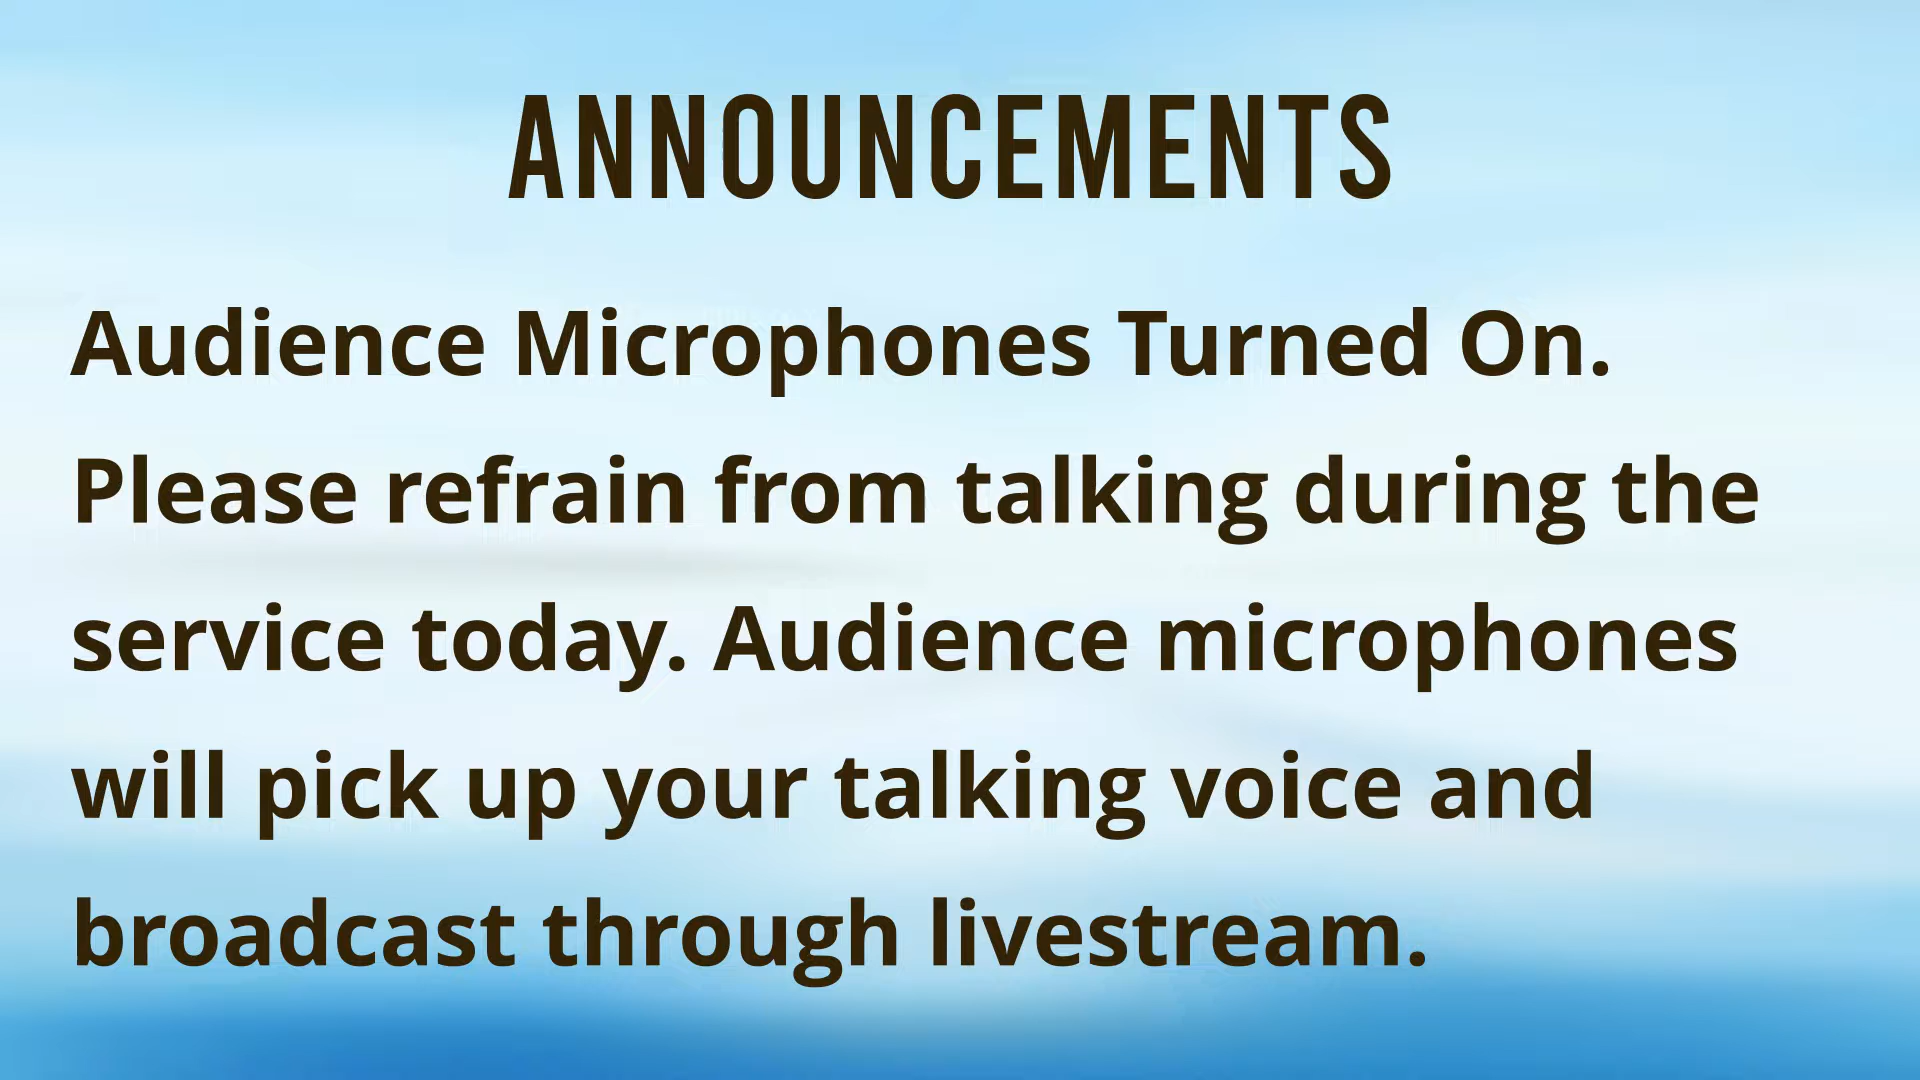 ANNOUNCEMENTS
Audience Microphones Turned On.
Please refrain from talking during the
service today. Audience microphones
will pick up your talking voice and
broadcast through livestream.